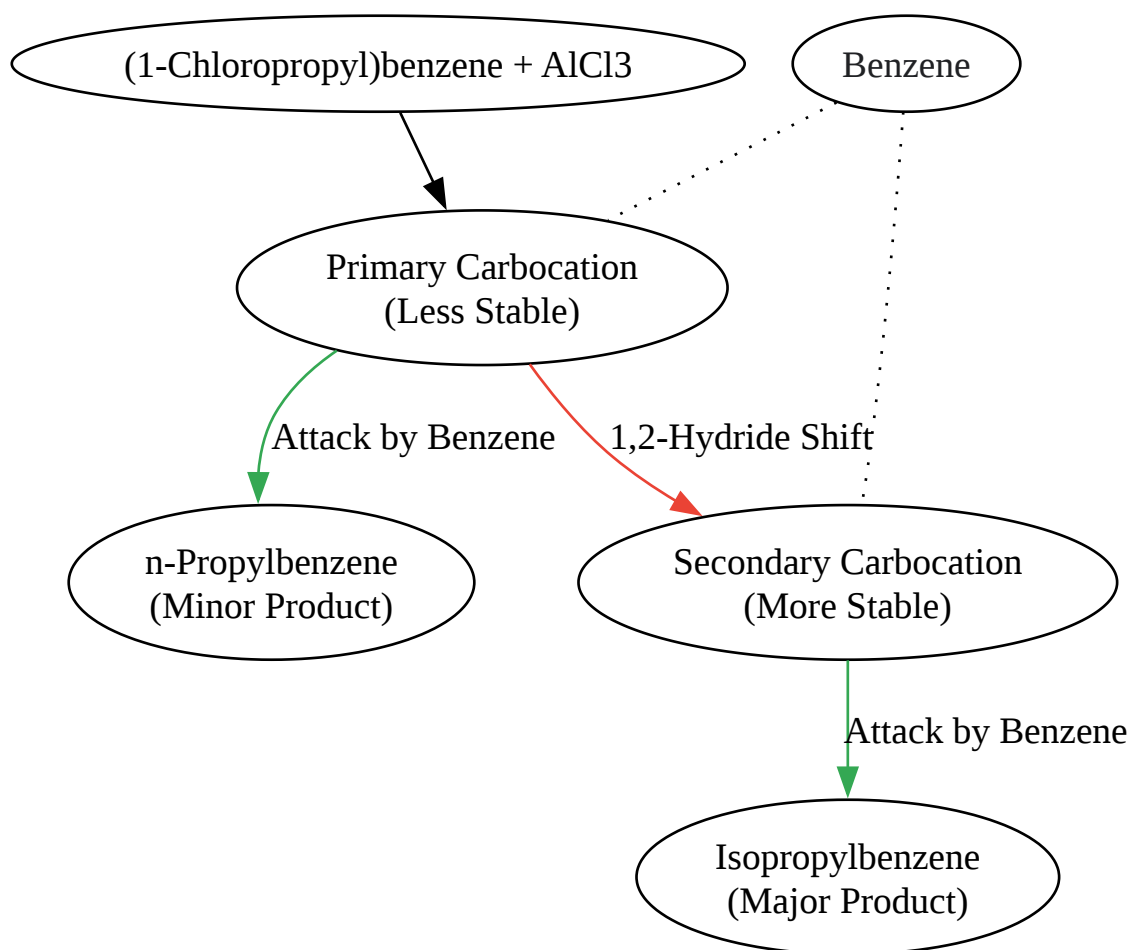 (1-Chloropropyl)benzene + AlCl3
Benzene
Primary Carbocation
(Less Stable)
Attack by Benzene
1,2-Hydride Shift
n-Propylbenzene
(Minor Product)
Secondary Carbocation
(More Stable)
Attack by Benzene
Isopropylbenzene
(Major Product)